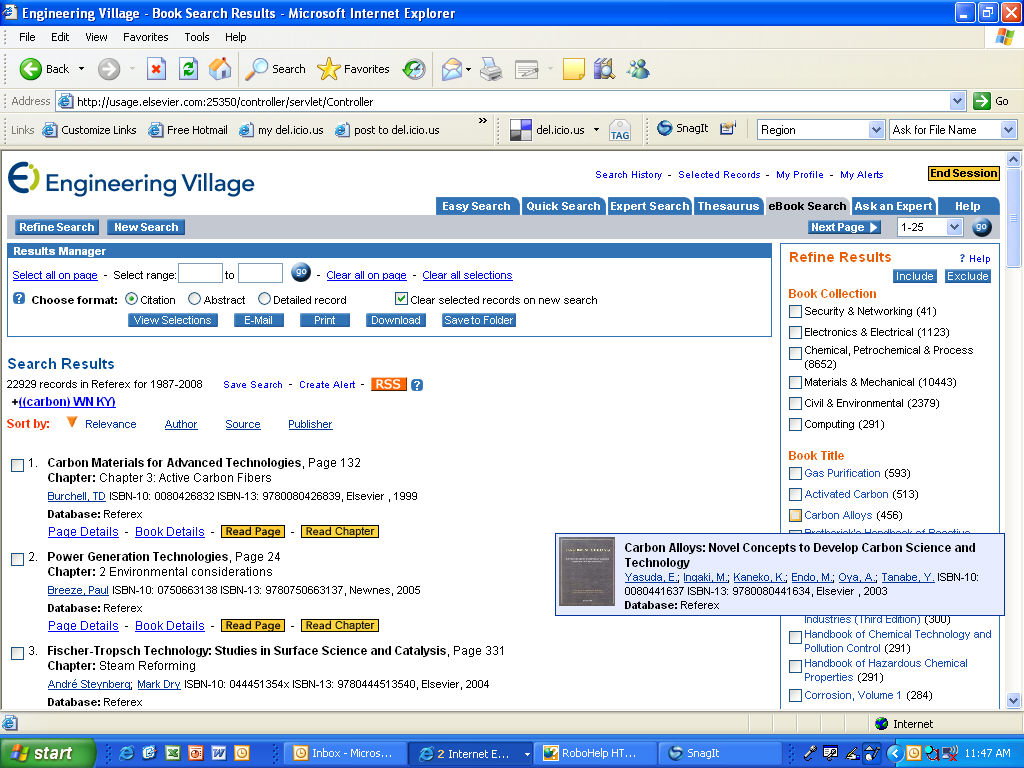 Engineering Village - Book Search Results - Microsoft Internet Explorer
File Edit View Favorites Tools Help
Back Search Favorites
Address http://usage.elsevier.com:25350/controller/servlet/Controller Go
Links Customize Links Free Hotmail my del.icio.us post to del.icio.us » del.icio.us TAG SnagIt Region Ask for File Name
Engineering Village
Search History - Selected Records - My Profile - My Alerts End Session
Easy Search Quick Search Expert Search Thesaurus eBook Search Ask an Expert Help
Refine Search New Search Next Page 1-25 go
Results Manager
Select all on page - Select range: to go - Clear all on page - Clear all selections
? Choose format: Citation Abstract Detailed record Clear selected records on new search
View Selections E-Mail Print Download Save to Folder
Search Results
22929 records in Referex for 1987-2008 Save Search - Create Alert - RSS ?
+((carbon) WN KY)
Sort by: Relevance Author Source Publisher
1. Carbon Materials for Advanced Technologies, Page 132
Chapter: Chapter 3: Active Carbon Fibers
Burchell, TD ISBN-10: 0080426832 ISBN-13: 9780080426839, Elsevier , 1999
Database: Referex
Page Details - Book Details - Read Page - Read Chapter
2. Power Generation Technologies, Page 24
Chapter: 2 Environmental considerations
Breeze, Paul ISBN-10: 0750663138 ISBN-13: 9780750663137, Newnes, 2005
Database: Referex
Page Details - Book Details - Read Page - Read Chapter
3. Fischer-Tropsch Technology: Studies in Surface Science and Catalysis, Page 331
Chapter: Steam Reforming
André Steynberg; Mark Dry ISBN-10: 044451354x ISBN-13: 9780444513540, Elsevier, 2004
Database: Referex
Refine Results ? Help
Include Exclude
Book Collection
Security & Networking (41)
Electronics & Electrical (1123)
Chemical, Petrochemical & Process
(8652)
Materials & Mechanical (10443)
Civil & Environmental (2379)
Computing (291)
Book Title
Gas Purification (593)
Activated Carbon (513)
Carbon Alloys (456)
Bretherick's Handbook of Reactive
Carbon Alloys: Novel Concepts to Develop Carbon Science and
Technology
Yasuda, E.; Inqaki, M.; Kaneko, K.; Endo, M.; Oya, A.; Tanabe, Y. ISBN-10:
0080441637 ISBN-13: 9780080441634, Elsevier , 2003
Database: Referex
Industries (Third Edition) (300)
Handbook of Chemical Technology and
Pollution Control (291)
Handbook of Hazardous Chemical
Properties (291)
Corrosion, Volume 1 (284)
Internet
start Inbox - Micros... 2 Internet E... RoboHelp HT... SnagIt 11:47 AM